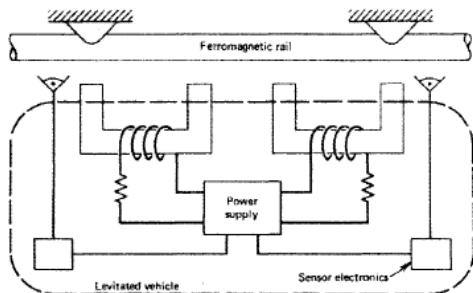 Ferromagnetic rail
Power
supply
Sensor electronics
Levitated vehicle